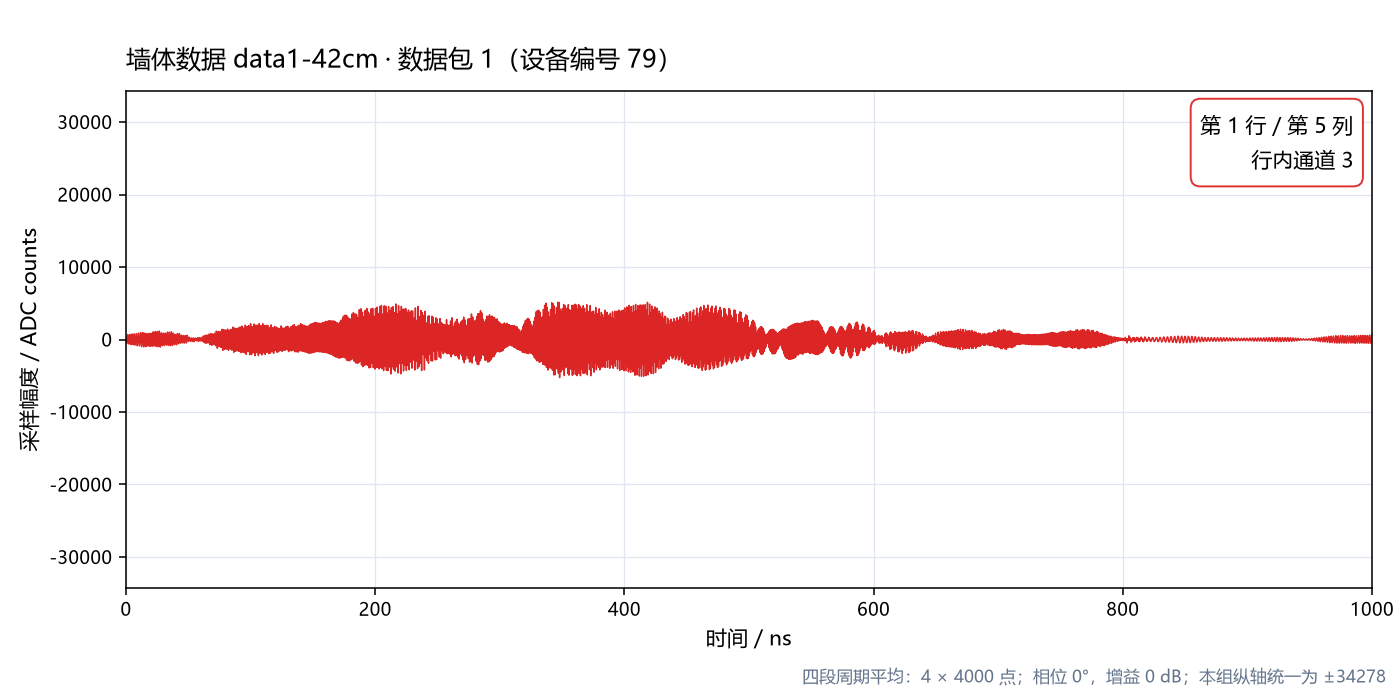 墙体数据 data1-42cm · 数据包 1（设备编号 79）
第 1 行 / 第 5 列
行内通道 3
采样幅度 / ADC counts
30000
20000
10000
0
-10000
-20000
-30000
0 200 400 600 800 1000
时间 / ns
四段周期平均：4 × 4000 点；相位 0°，增益 0 dB；本组纵轴统一为 ±34278